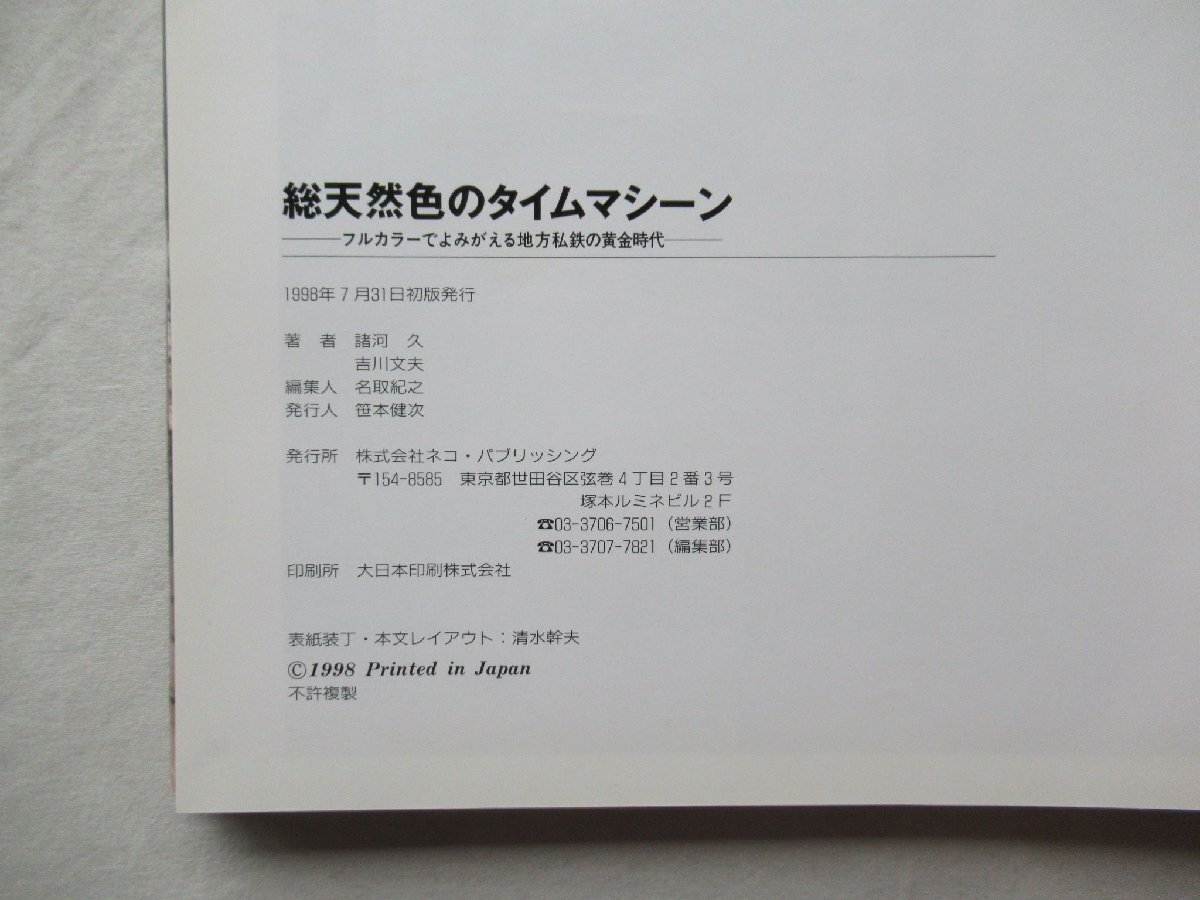 総天然色のタイムマシーン
――フルカラーでよみがえる地方私鉄の黄金時代――
1998年7月31日初版発行
著　者　諸河　久
吉川文夫
編集人　名取紀之
発行人　笹本健次
発行所　株式会社ネコ・パブリッシング
〒154-8585　東京都世田谷区弦巻4丁目2番3号
塚本ルミネビル2F
☎03-3706-7501（営業部）
☎03-3707-7821（編集部）
印刷所　大日本印刷株式会社
表紙装丁・本文レイアウト：清水幹夫
©1998 Printed in Japan
不許複製